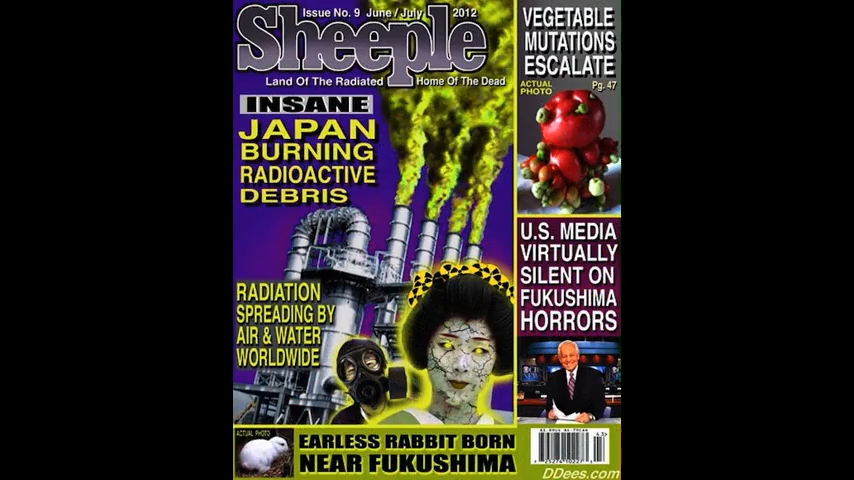 Issue No. 9 June / July 2012
Sheeple
Land Of The Radiated Home Of The Dead
INSANE
JAPAN
BURNING
RADIOACTIVE
DEBRIS
RADIATION
SPREADING BY
AIR & WATER
WORLDWIDE
VEGETABLE
MUTATIONS
ESCALATE
ACTUAL
PHOTO
Pg. 47
U.S. MEDIA
VIRTUALLY
SILENT ON
FUKUSHIMA
HORRORS
ACTUAL PHOTO
EARLESS RABBIT BORN
NEAR FUKUSHIMA
DDees.com